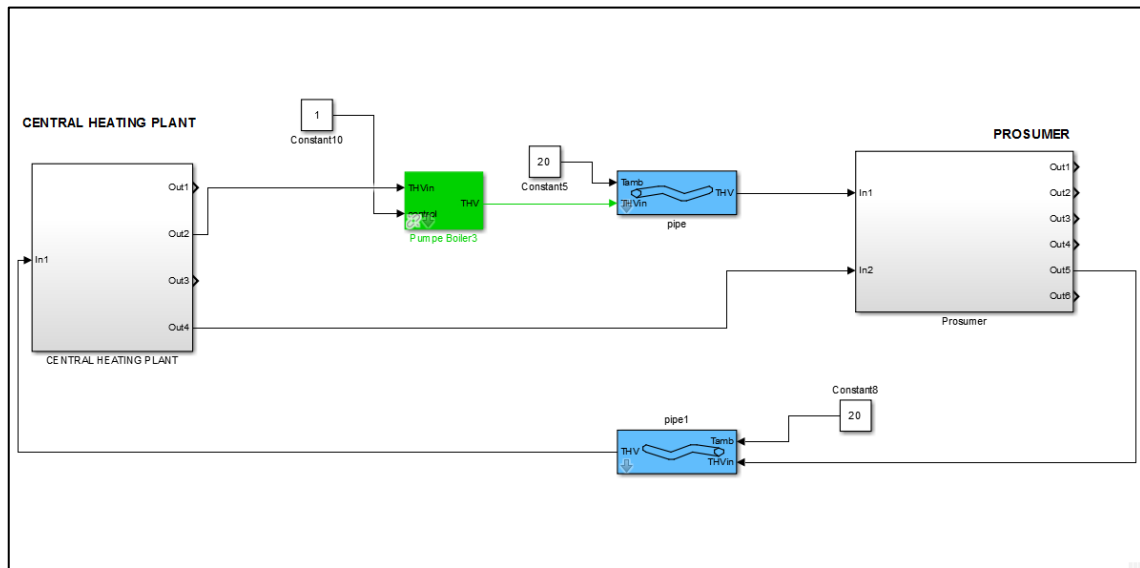 CENTRAL HEATING PLANT
In1
Out1
Out2
Out3
Out4
CENTRAL HEATING PLANT
1
Constant10
THVin
control
THV
Pumpe Boiler3
20
Constant5
Tamb
THVin
THV
pipe
PROSUMER
In1
In2
Out1
Out2
Out3
Out4
Out5
Out6
Prosumer
Constant8
20
pipe1
THV
Tamb
THVin